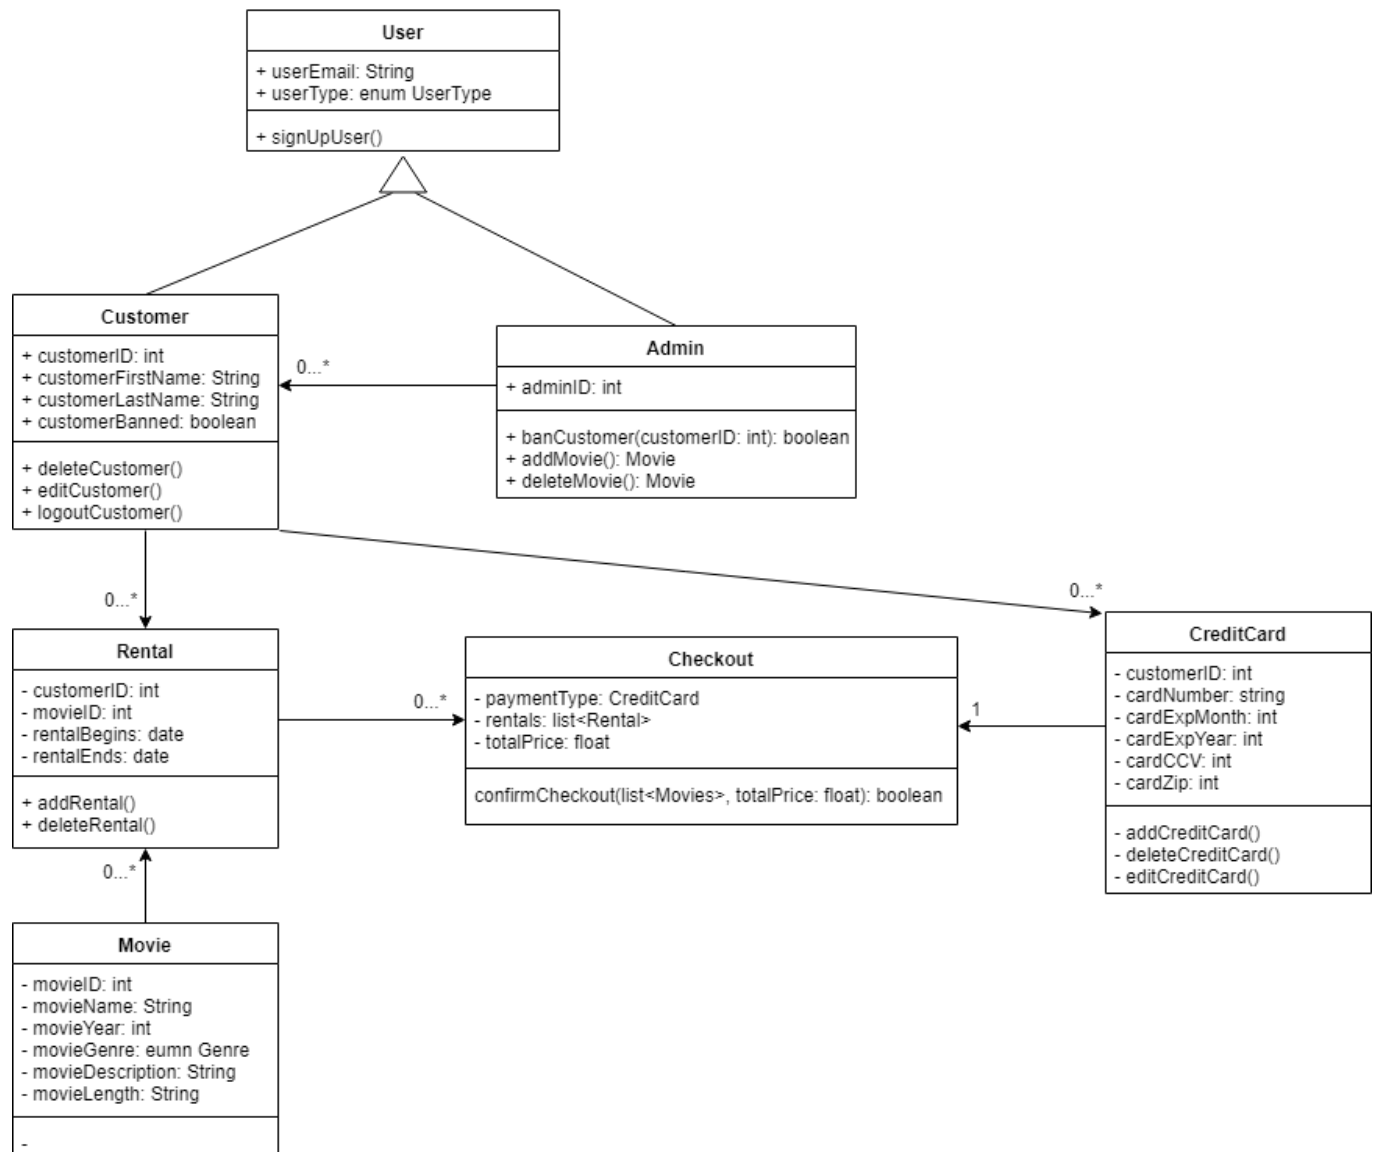 User
+ userEmail: String
+ userType: enum UserType
+ signUpUser()
Customer
+ customerID: int
+ customerFirstName: String
+ customerLastName: String
+ customerBanned: boolean
+ deleteCustomer()
+ editCustomer()
+ logoutCustomer()
0...*
Admin
+ adminID: int
+ banCustomer(customerID: int): boolean
+ addMovie(): Movie
+ deleteMovie(): Movie
0...*
0...*
Rental
- customerID: int
- movieID: int
- rentalBegins: date
- rentalEnds: date
+ addRental()
+ deleteRental()
0...*
0...*
Checkout
- paymentType: CreditCard
- rentals: list<Rental>
- totalPrice: float
confirmCheckout(list<Movies>, totalPrice: float): boolean
1
CreditCard
- customerID: int
- cardNumber: string
- cardExpMonth: int
- cardExpYear: int
- cardCCV: int
- cardZip: int
- addCreditCard()
- deleteCreditCard()
- editCreditCard()
Movie
- movieID: int
- movieName: String
- movieYear: int
- movieGenre: eumn Genre
- movieDescription: String
- movieLength: String
-